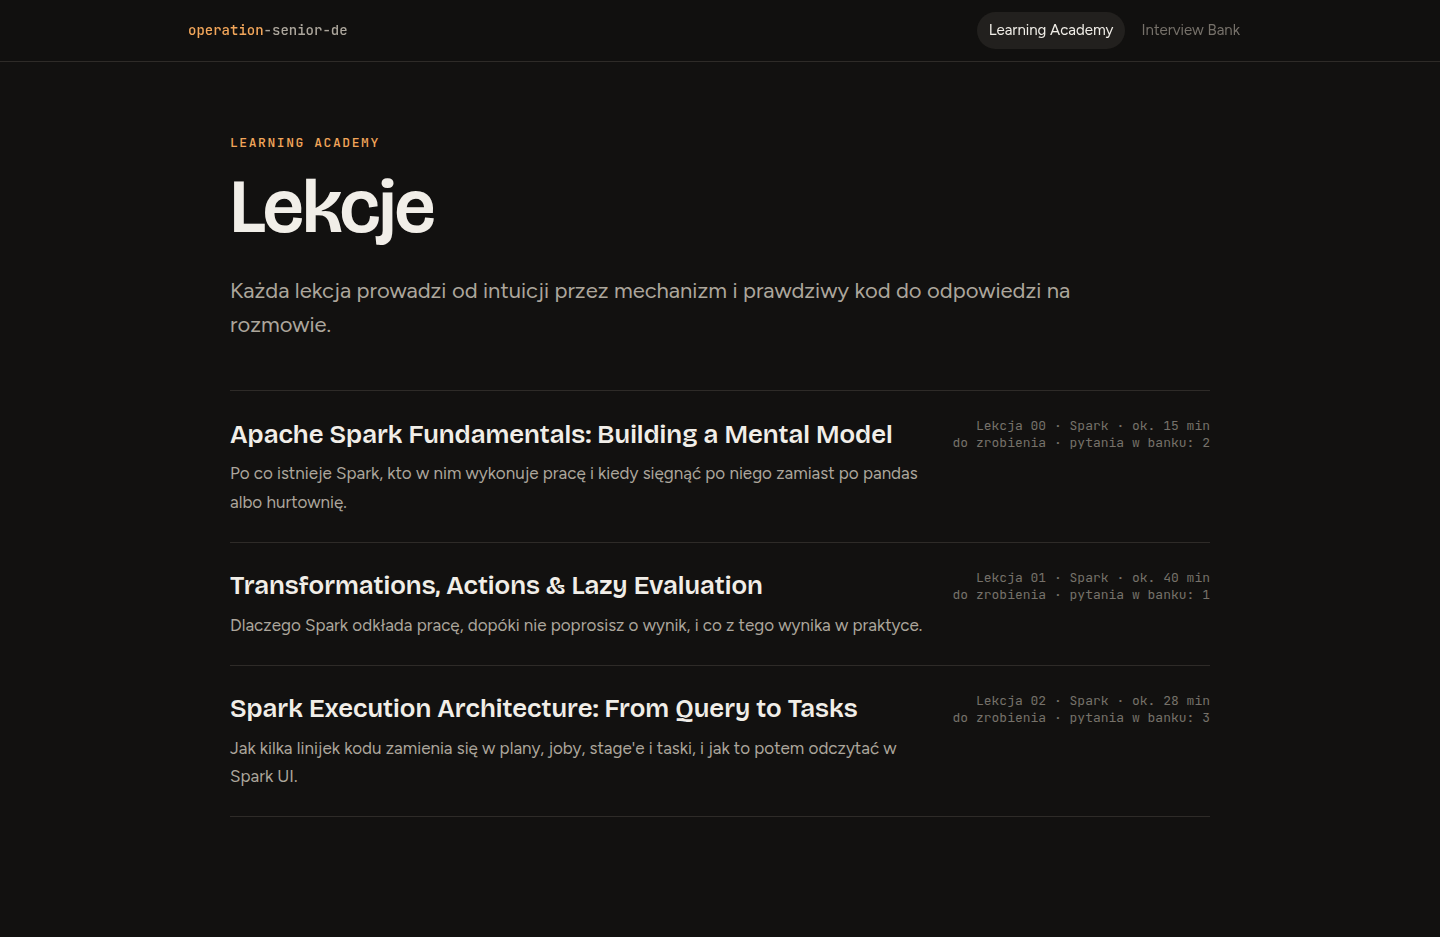 operation-senior-de
Learning Academy
Interview Bank
LEARNING ACADEMY
Lekcje
Każda lekcja prowadzi od intuicji przez mechanizm i prawdziwy kod do odpowiedzi na
rozmowie.
Apache Spark Fundamentals: Building a Mental Model
Lekcja 00 · Spark · ok. 15 min
do zrobienia · pytania w banku: 2
Po co istnieje Spark, kto w nim wykonuje pracę i kiedy sięgnąć po niego zamiast po pandas
albo hurtownię.
Transformations, Actions & Lazy Evaluation
Lekcja 01 · Spark · ok. 40 min
do zrobienia · pytania w banku: 1
Dlaczego Spark odkłada pracę, dopóki nie poprosisz o wynik, i co z tego wynika w praktyce.
Spark Execution Architecture: From Query to Tasks
Lekcja 02 · Spark · ok. 28 min
do zrobienia · pytania w banku: 3
Jak kilka linijek kodu zamienia się w plany, joby, stage'e i taski, i jak to potem odczytać w
Spark UI.